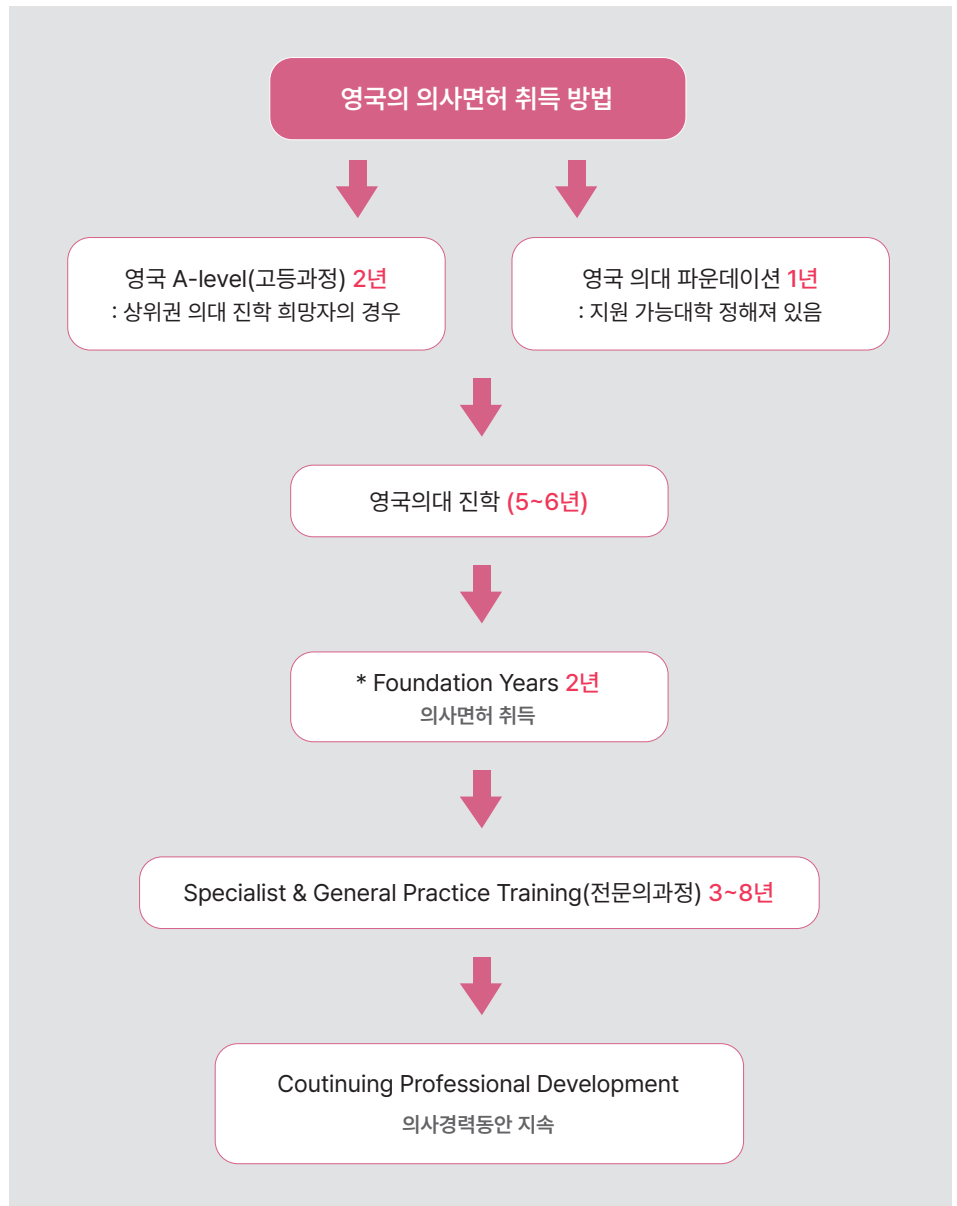 영국의 의사면허 취득 방법
영국 A-level(고등과정) 2년
: 상위권 의대 진학 희망자의 경우
영국 의대 파운데이션 1년
: 지원 가능대학 정해져 있음
영국의대 진학 (5~6년)
* Foundation Years 2년
의사면허 취득
Specialist & General Practice Training(전문의과정) 3~8년
Coutinuing Professional Development
의사경력동안 지속